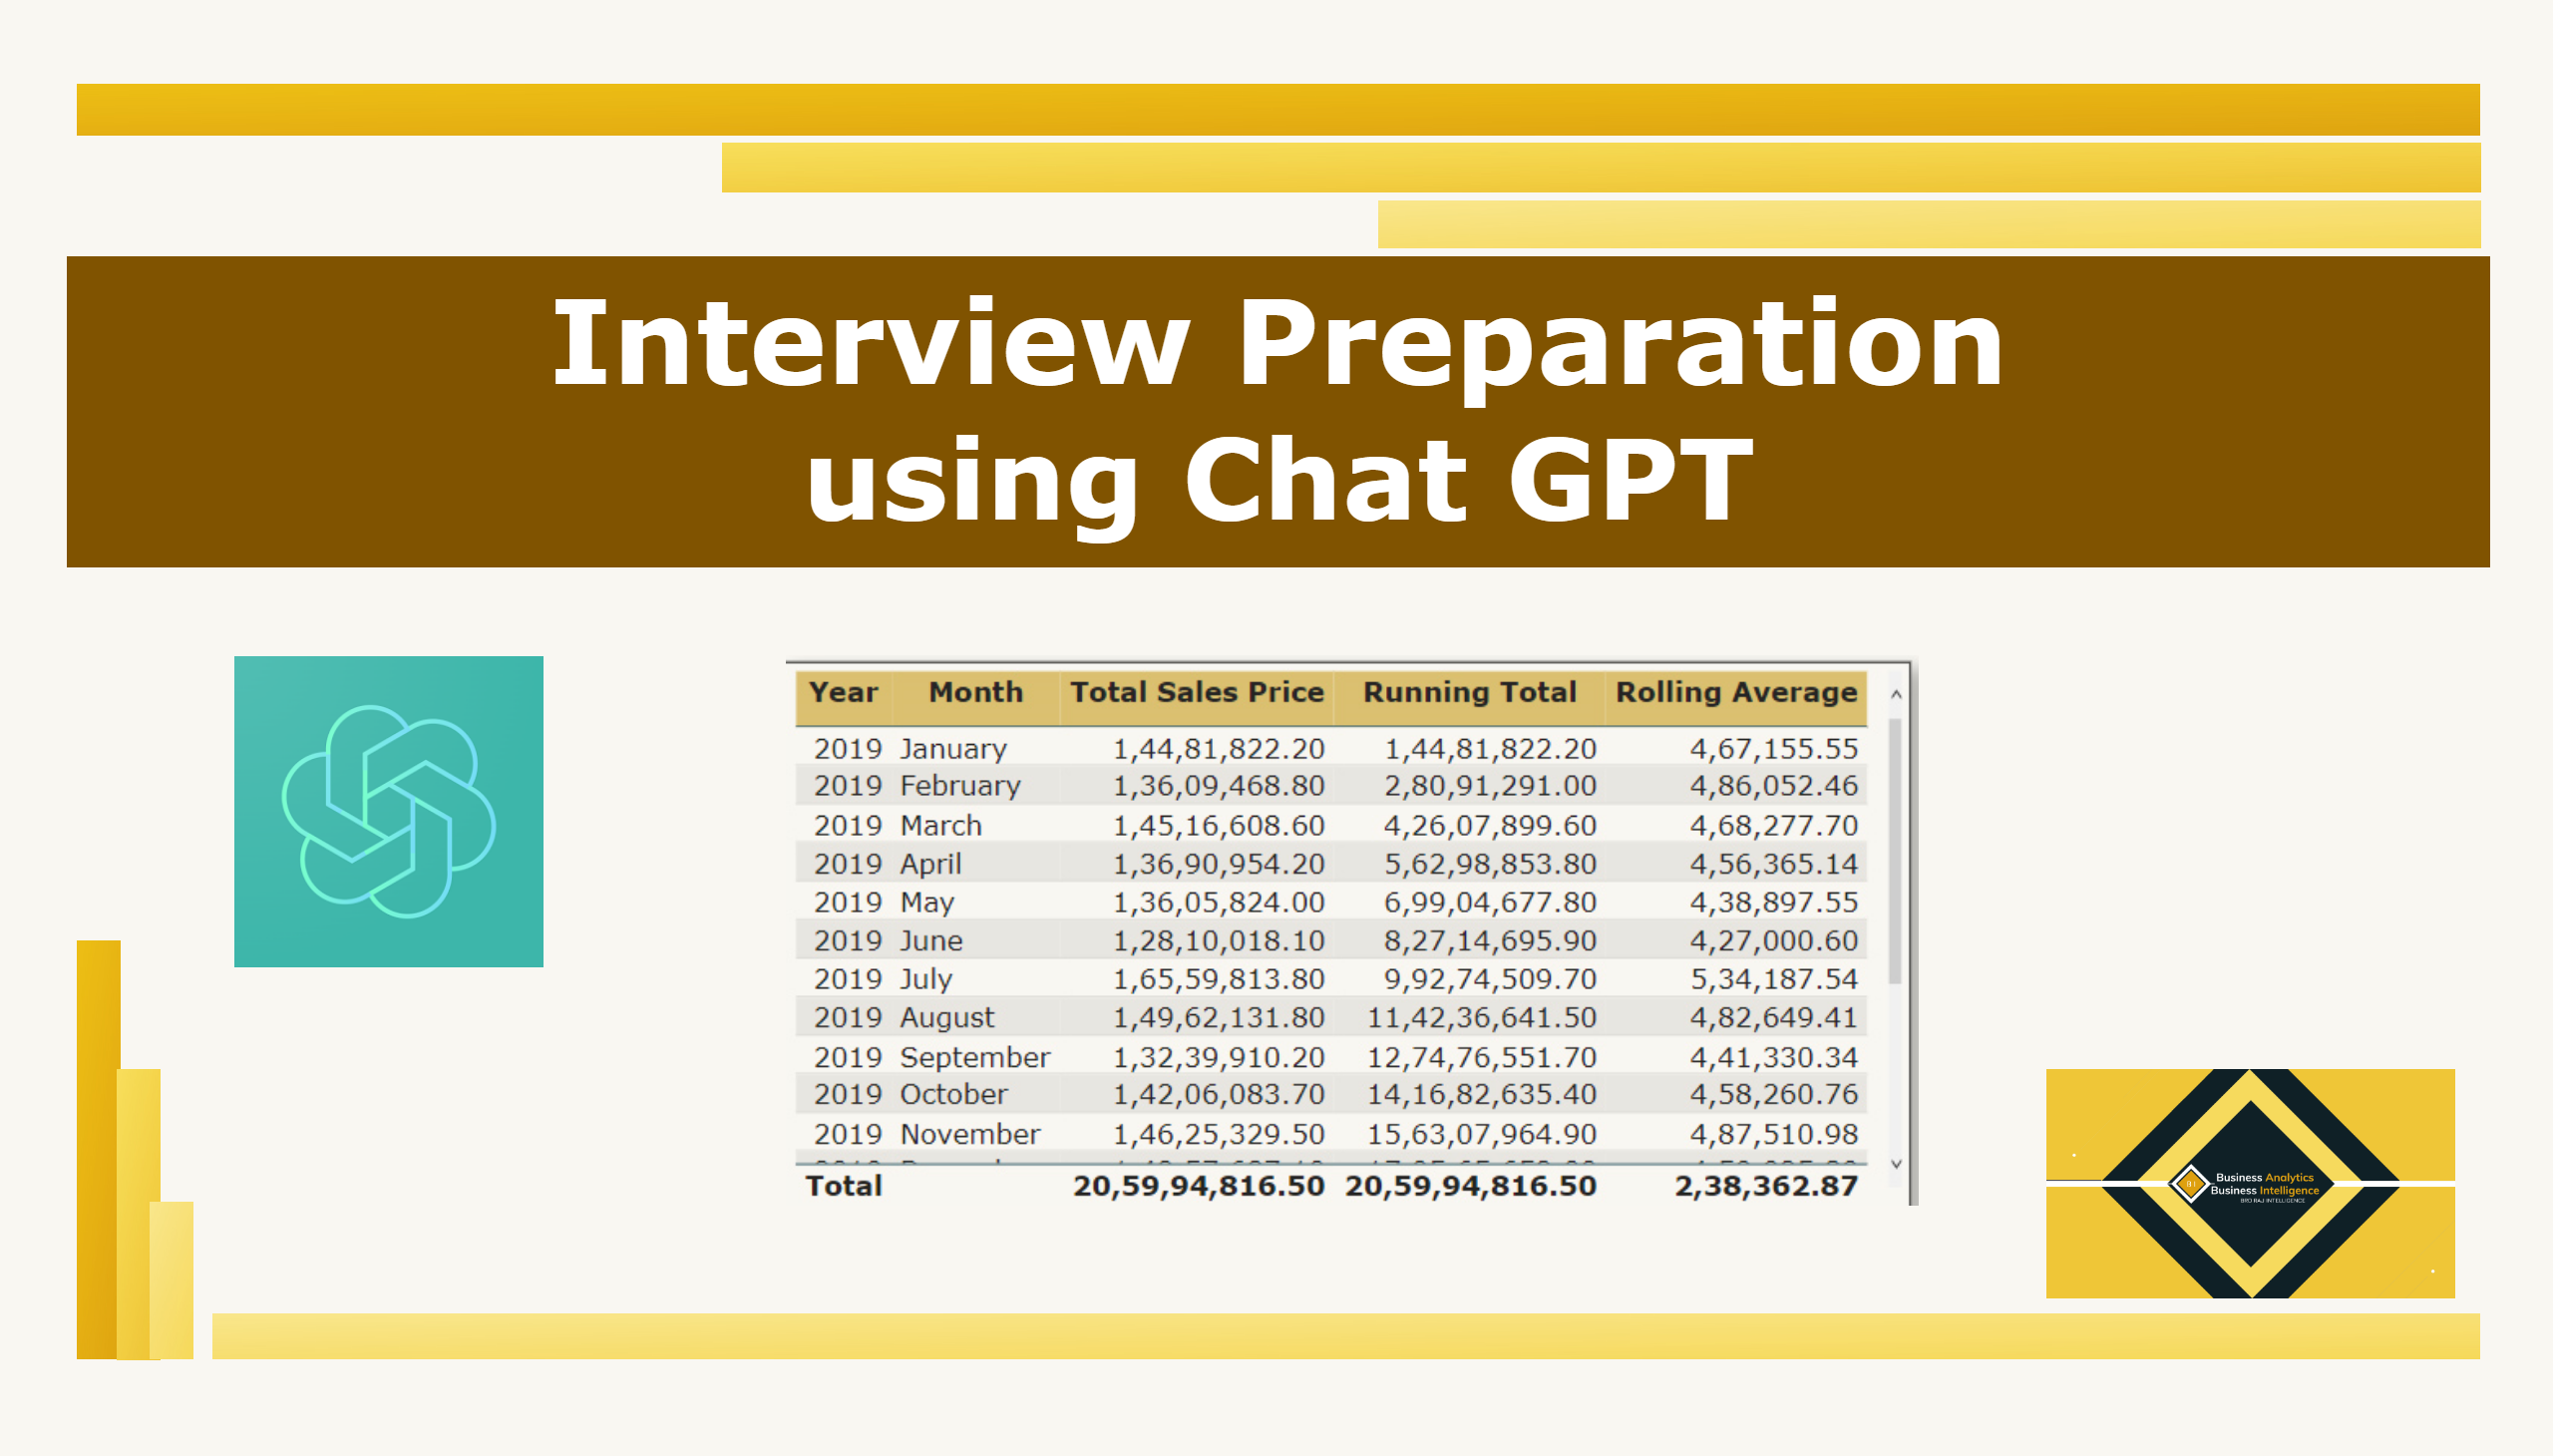 Interview Preparation
using Chat GPT
Year Month Total Sales Price Running Total Rolling Average
2019 January 1,44,81,822.20 1,44,81,822.20 4,67,155.55
2019 February 1,36,09,468.80 2,80,91,291.00 4,86,052.46
2019 March 1,45,16,608.60 4,26,07,899.60 4,68,277.70
2019 April 1,36,90,954.20 5,62,98,853.80 4,56,365.14
2019 May 1,36,05,824.00 6,99,04,677.80 4,38,897.55
2019 June 1,28,10,018.10 8,27,14,695.90 4,27,000.60
2019 July 1,65,59,813.80 9,92,74,509.70 5,34,187.54
2019 August 1,49,62,131.80 11,42,36,641.50 4,82,649.41
2019 September 1,32,39,910.20 12,74,76,551.70 4,41,330.34
2019 October 1,42,06,083.70 14,16,82,635.40 4,58,260.76
2019 November 1,46,25,329.50 15,63,07,964.90 4,87,510.98
Total 20,59,94,816.50 20,59,94,816.50 2,38,362.87
Business Analytics
Business Intelligence
BRO RAJ INTELLIGENCE